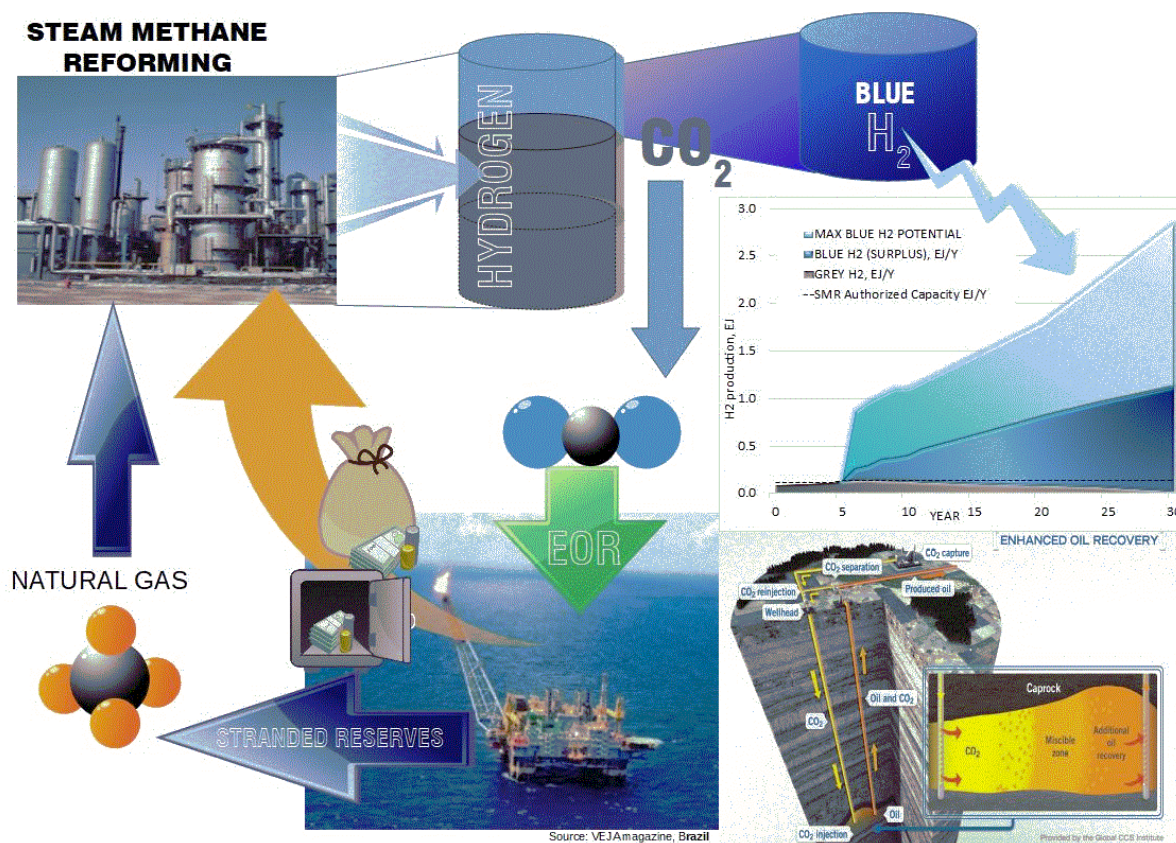 STEAM METHANE
REFORMING
HYDROGEN
CO2
BLUE
H2
3.0
2.5
2.0
1.5
1.0
0.5
0.0
H2 production, EJ
MAX BLUE H2 POTENTIAL
BLUE H2 (SURPLUS), EJ/Y
GREY H2, EJ/Y
SMR Authorized Capacity EJ/Y
0
5
10
15
20
25
30
YEAR
EOR
NATURAL GAS
STRANDED RESERVES
Source: VEJA magazine, Brazil
ENHANCED OIL RECOVERY
CO2 capture
CO2 separation
CO2 reinjection
Produced oil
Wellhead
Oil and CO2
CO2
Oil
CO2 injection
Caprock
CO2
Miscible
zone
Additional
oil
recovery
Provided by the Global CCS Institute